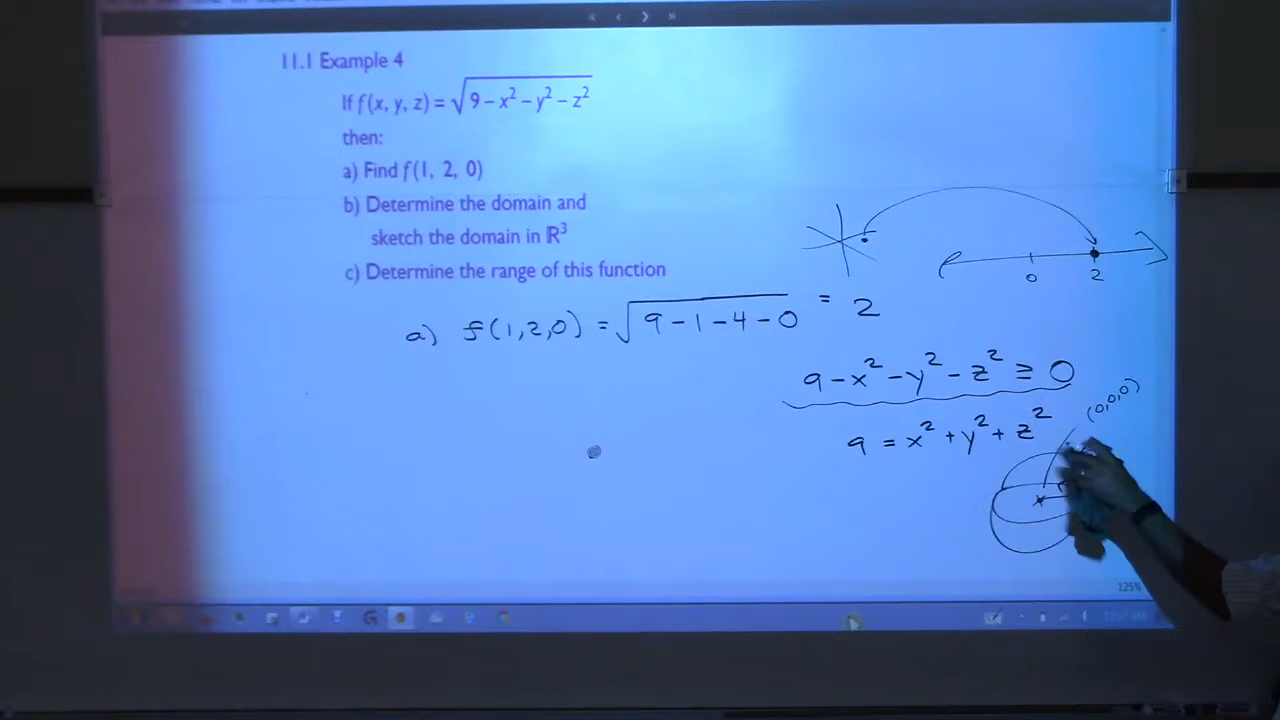 11.1 Example 4
If f(x, y, z) = √9 – x² – y² – z²
then:
a) Find f(1, 2, 0)
b) Determine the domain and
sketch the domain in ℝ³
c) Determine the range of this function
0 2
a) f(1,2,0) = √9 – 1 – 4 – 0 = 2
9 – x² – y² – z² ≥ 0
(0,0,0)
9 = x² + y² + z²
125%